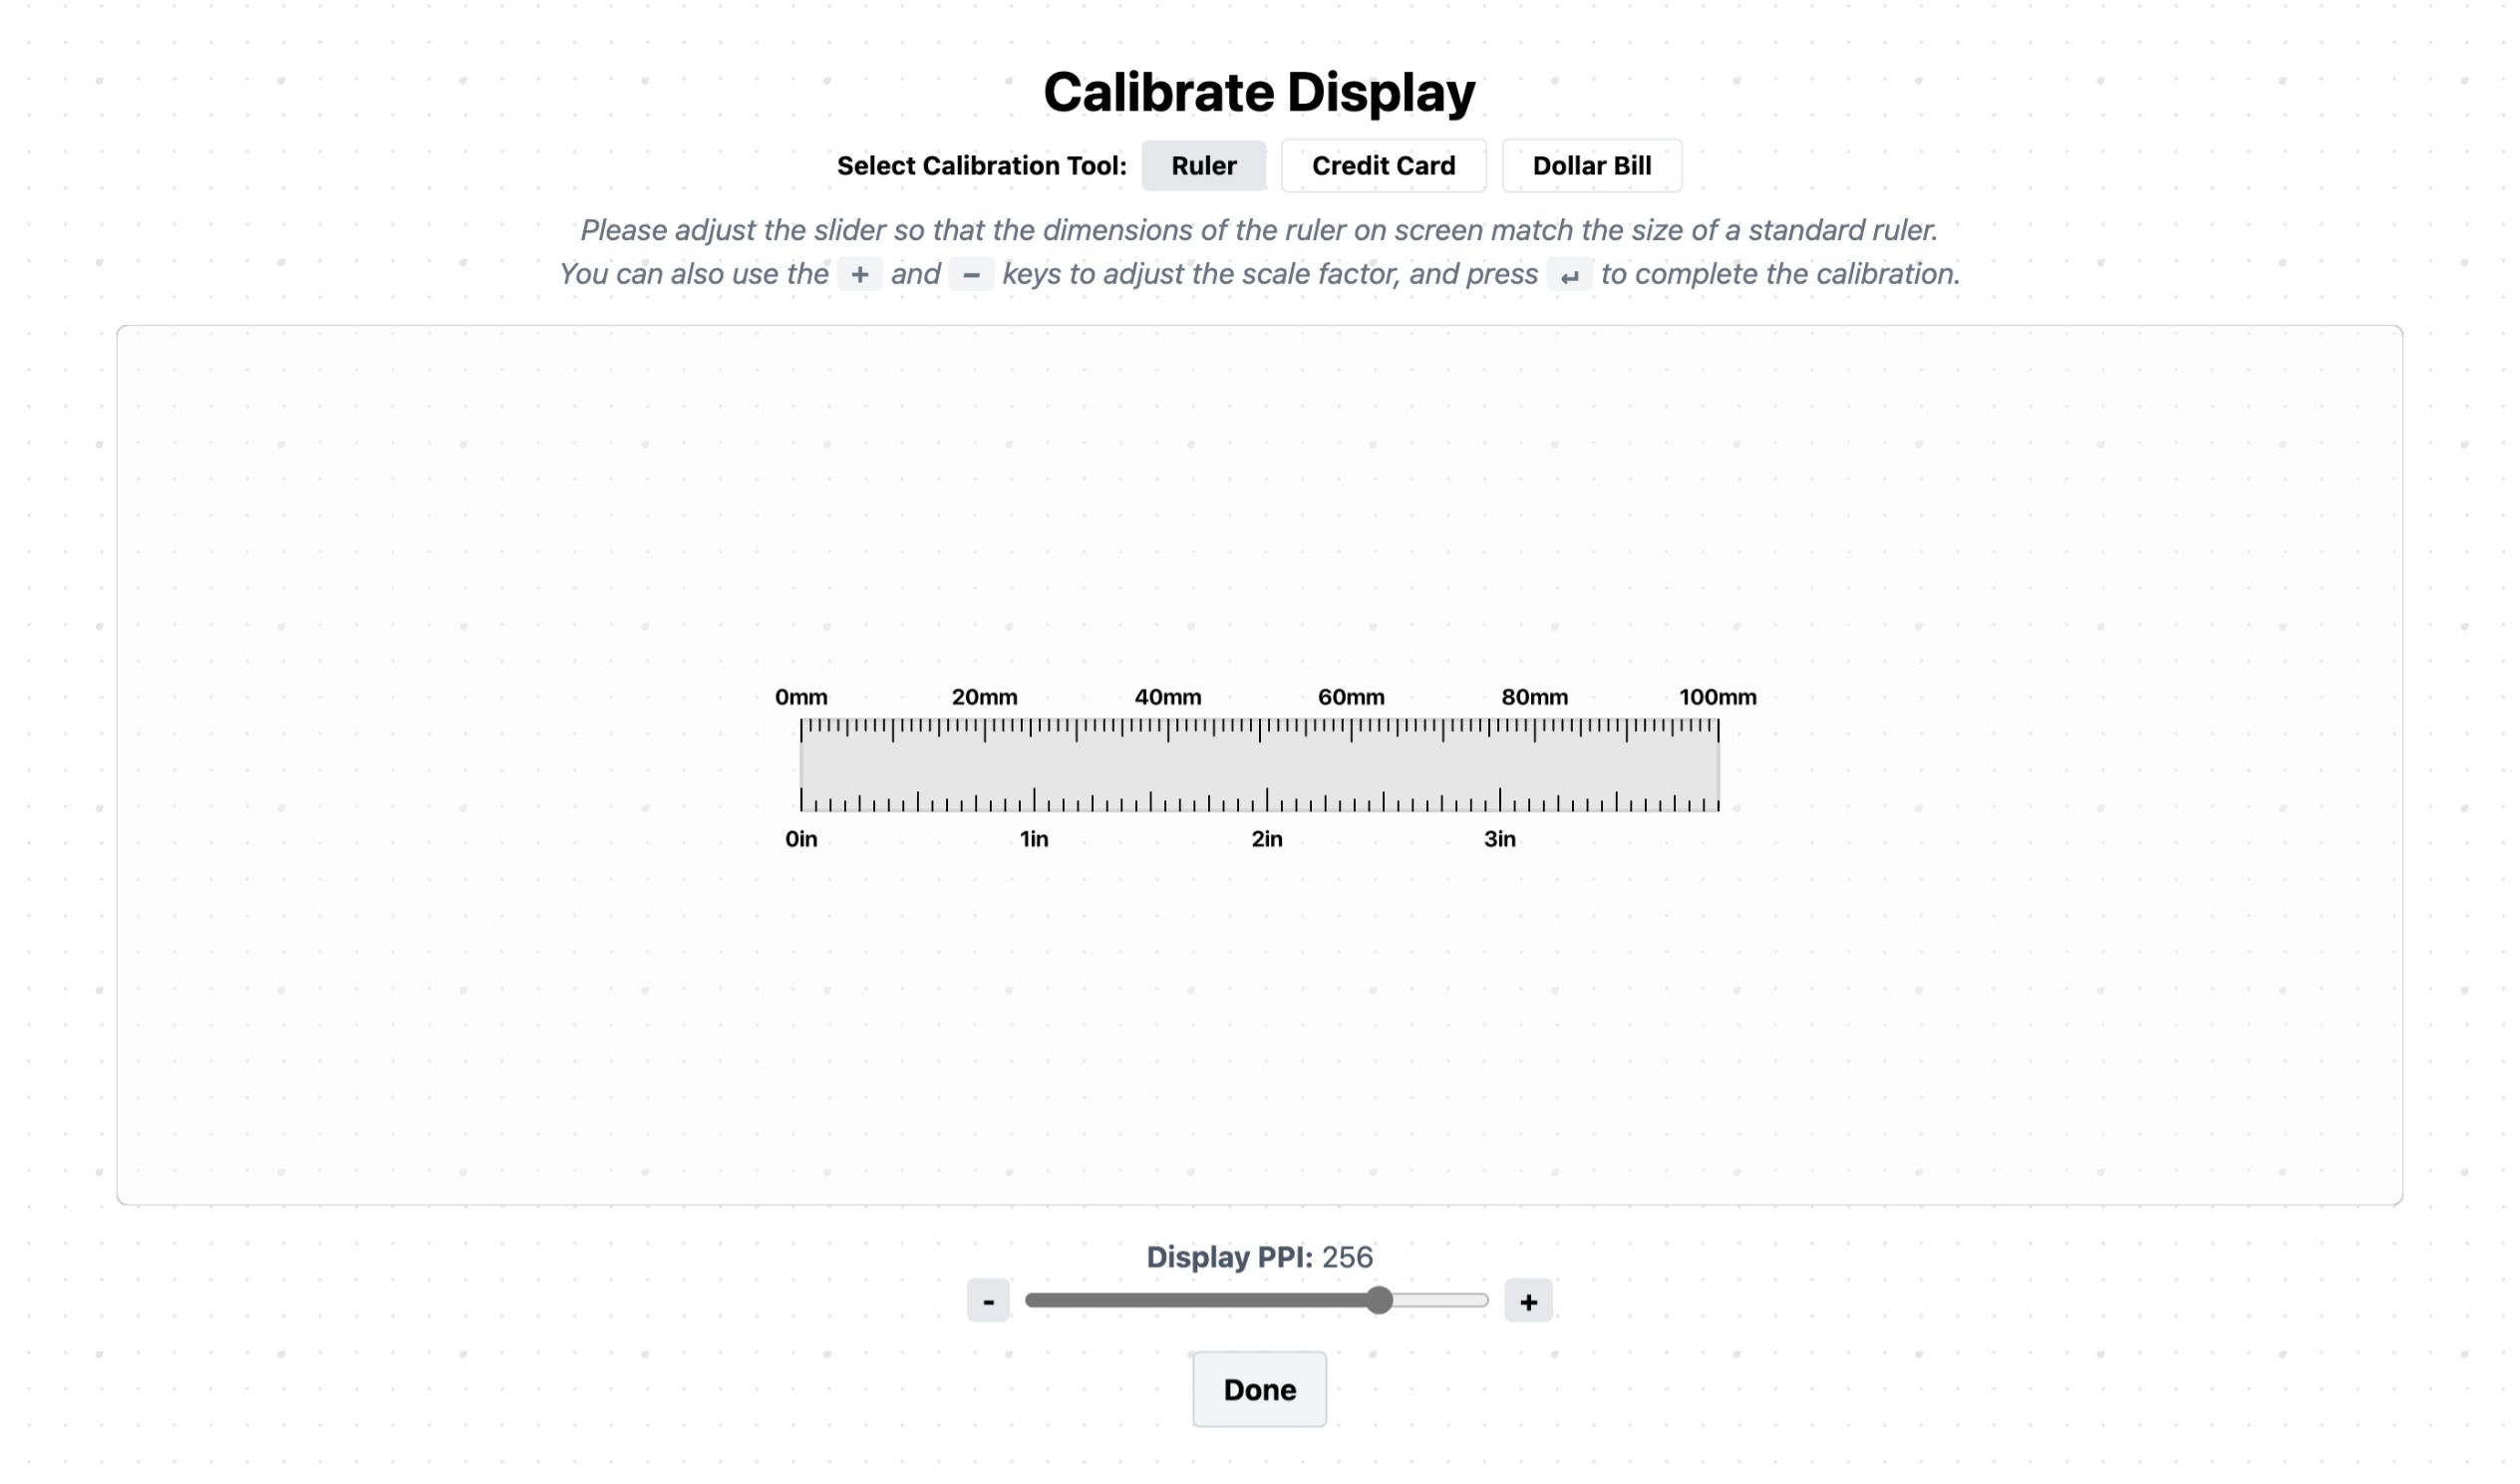 Calibrate Display
Select Calibration Tool: Ruler Credit Card Dollar Bill
Please adjust the slider so that the dimensions of the ruler on screen match the size of a standard ruler.
You can also use the + and − keys to adjust the scale factor, and press ↵ to complete the calibration.
0mm 20mm 40mm 60mm 80mm 100mm
0in 1in 2in 3in
Display PPI: 256
- +
Done